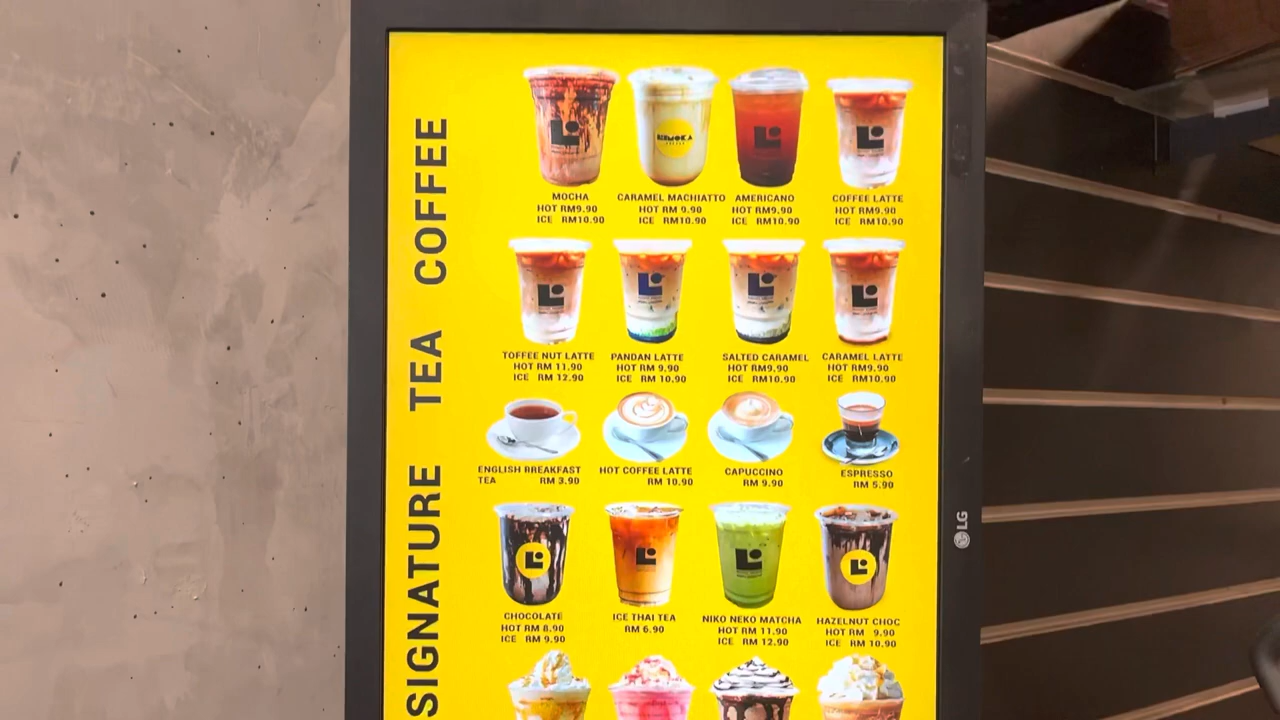 SIGNATURE TEA COFFEE
MOCHA
HOT RM9.90
ICE RM10.90
CARAMEL MACHIATTO
HOT RM 9.90
ICE RM10.90
AMERICANO
HOT RM9.90
ICE RM10.90
COFFEE LATTE
HOT RM9.90
ICE RM10.90
TOFFEE NUT LATTE
HOT RM 11.90
ICE RM 12.90
PANDAN LATTE
HOT RM 9.90
ICE RM 10.90
SALTED CARAMEL
HOT RM9.90
ICE RM10.90
CARAMEL LATTE
HOT RM9.90
ICE RM10.90
ENGLISH BREAKFAST
TEA RM 3.90
HOT COFFEE LATTE
RM 10.90
CAPUCCINO
RM 9.90
ESPRESSO
RM 5.90
CHOCOLATE
HOT RM 8.90
ICE RM 9.90
ICE THAI TEA
RM 6.90
NIKO NEKO MATCHA
HOT RM 11.90
ICE RM 12.90
HAZELNUT CHOC
HOT RM 9.90
ICE RM 10.90
LG